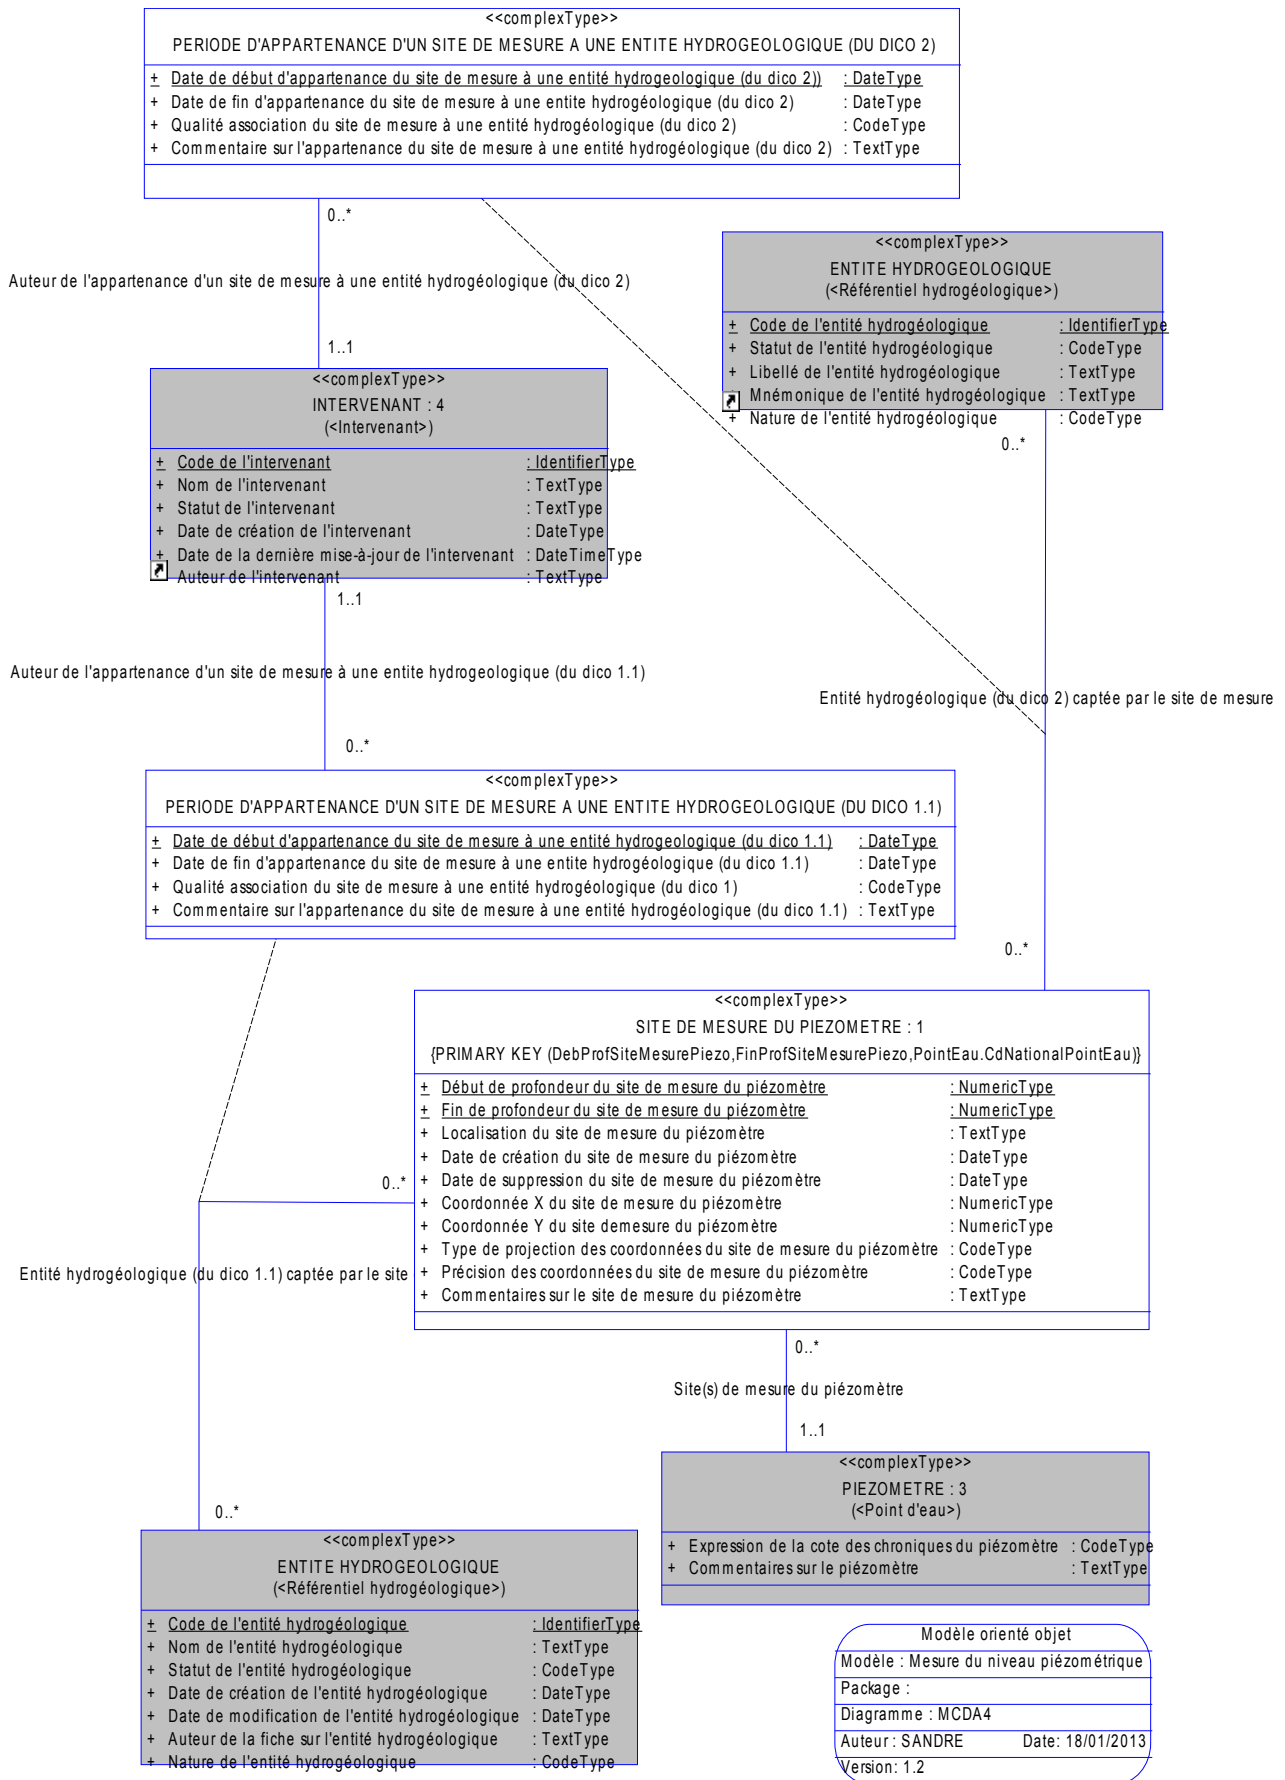 <<complexType>>
PERIODE D'APPARTENANCE D'UN SITE DE MESURE A UNE ENTITE HYDROGEOLOGIQUE (DU DICO 2)
+ Date de début d'appartenance du site de mesure à une entité hydrogeologique (du dico 2)) : DateType
+ Date de fin d'appartenance du site de mesure à une entite hydrogéologique (du dico 2) : DateType
+ Qualité association du site de mesure à une entité hydrogéologique (du dico 2) : CodeType
+ Commentaire sur l'appartenance du site de mesure à une entité hydrogéologique (du dico 2) : TextType
0..*
Auteur de l'appartenance d'un site de mesure à une entité hydrogéologique (du dico 2)
1..1
<<complexType>>
ENTITE HYDROGEOLOGIQUE
(<Référentiel hydrogéologique>)
+ Code de l'entité hydrogéologique : IdentifierType
+ Statut de l'entité hydrogéologique : CodeType
+ Libellé de l'entité hydrogéologique : TextType
+ Mnémonique de l'entité hydrogéologique : TextType
+ Nature de l'entité hydrogéologique : CodeType
0..*
<<complexType>>
INTERVENANT : 4
(<Intervenant>)
+ Code de l'intervenant : IdentifierType
+ Nom de l'intervenant : TextType
+ Statut de l'intervenant : TextType
+ Date de création de l'intervenant : DateType
+ Date de la dernière mise-à-jour de l'intervenant : DateTimeType
Auteur de l'intervenant : TextType
1..1
Auteur de l'appartenance d'un site de mesure à une entite hydrogeologique (du dico 1.1)
0..*
Entité hydrogéologique (du dico 2) captée par le site de mesure
<<complexType>>
PERIODE D'APPARTENANCE D'UN SITE DE MESURE A UNE ENTITE HYDROGEOLOGIQUE (DU DICO 1.1)
+ Date de début d'appartenance du site de mesure à une entité hydrogeologique (du dico 1.1) : DateType
+ Date de fin d'appartenance du site de mesure à une entite hydrogéologique (du dico 1.1) : DateType
+ Qualité association du site de mesure à une entité hydrogéologique (du dico 1) : CodeType
+ Commentaire sur l'appartenance du site de mesure à une entité hydrogéologique (du dico 1.1) : TextType
0..*
<<complexType>>
SITE DE MESURE DU PIEZOMETRE : 1
{PRIMARY KEY (DebProfSiteMesurePiezo,FinProfSiteMesurePiezo,PointEau.CdNationalPointEau)}
+ Début de profondeur du site de mesure du piézomètre : NumericType
+ Fin de profondeur du site de mesure du piézomètre : NumericType
+ Localisation du site de mesure du piézomètre : TextType
+ Date de création du site de mesure du piézomètre : DateType
+ Date de suppression du site de mesure du piézomètre : DateType
+ Coordonnée X du site de mesure du piézomètre : NumericType
+ Coordonnée Y du site demesure du piézomètre : NumericType
+ Type de projection des coordonnées du site de mesure du piézomètre : CodeType
+ Précision des coordonnées du site de mesure du piézomètre : CodeType
+ Commentaires sur le site de mesure du piézomètre : TextType
0..*
Entité hydrogéologique (du dico 1.1) captée par le site
0..*
Site(s) de mesure du piézomètre
1..1
<<complexType>>
PIEZOMETRE : 3
(<Point d'eau>)
+ Expression de la cote des chroniques du piézomètre : CodeType
+ Commentaires sur le piézomètre : TextType
0..*
<<complexType>>
ENTITE HYDROGEOLOGIQUE
(<Référentiel hydrogéologique>)
+ Code de l'entité hydrogéologique : IdentifierType
+ Nom de l'entité hydrogéologique : TextType
+ Statut de l'entité hydrogéologique : CodeType
+ Date de création de l'entité hydrogéologique : DateType
+ Date de modification de l'entité hydrogéologique : DateType
+ Auteur de la fiche sur l'entité hydrogéologique : TextType
+ Nature de l'entité hydrogéologique : CodeType
Modèle orienté objet
Modèle : Mesure du niveau piézométrique
Package :
Diagramme : MCDA4
Auteur : SANDRE Date: 18/01/2013
Version: 1.2